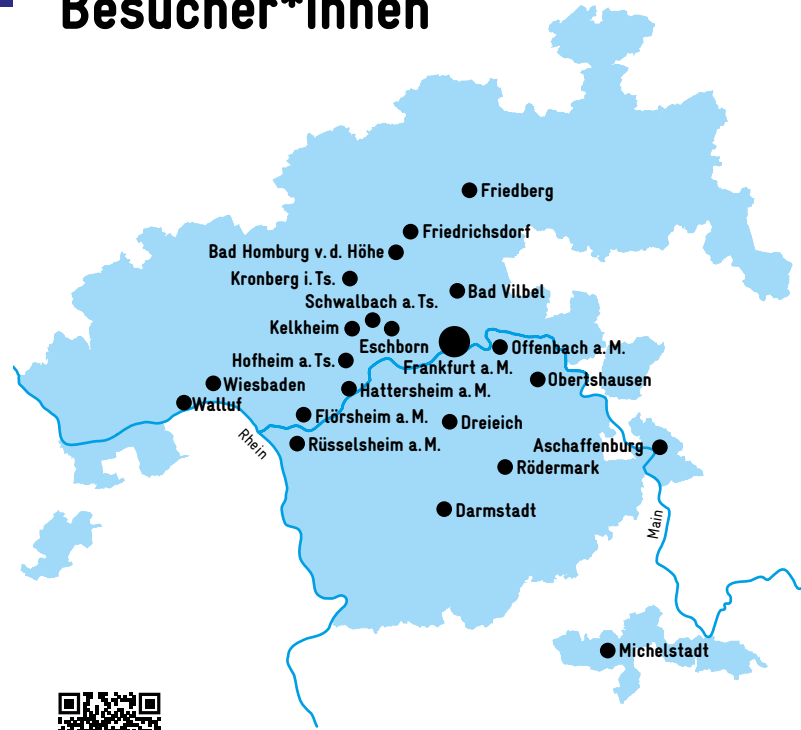 Besucher*innen
Friedberg
Friedrichsdorf
Bad Homburg v. d. Höhe
Kronberg i. Ts.
Bad Vilbel
Schwalbach a. Ts.
Kelkheim
Eschborn
Offenbach a. M.
Hofheim a. Ts.
Frankfurt a. M.
Obertshausen
Wiesbaden
Hattersheim a. M.
Walluf
Flörsheim a. M.
Dreieich
Rhein
Rüsselsheim a. M.
Aschaffenburg
Rödermark
Darmstadt
Main
Michelstadt